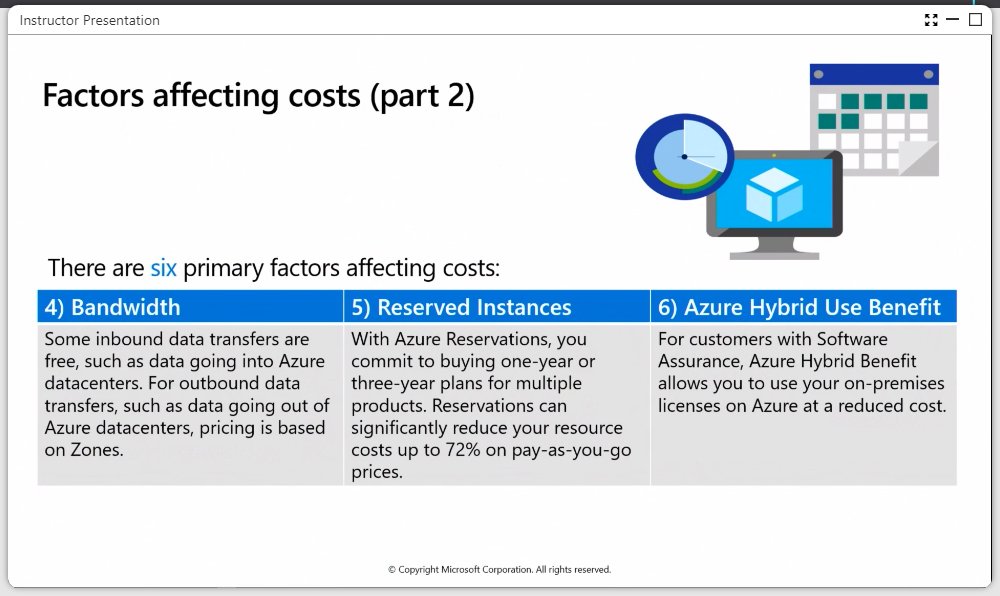 Instructor Presentation
Factors affecting costs (part 2)
There are six primary factors affecting costs:
4) Bandwidth
Some inbound data transfers are
free, such as data going into Azure
datacenters. For outbound data
transfers, such as data going out of
Azure datacenters, pricing is based
on Zones.
5) Reserved Instances
With Azure Reservations, you
commit to buying one-year or
three-year plans for multiple
products. Reservations can
significantly reduce your resource
costs up to 72% on pay-as-you-go
prices.
6) Azure Hybrid Use Benefit
For customers with Software
Assurance, Azure Hybrid Benefit
allows you to use your on-premises
licenses on Azure at a reduced cost.
© Copyright Microsoft Corporation. All rights reserved.